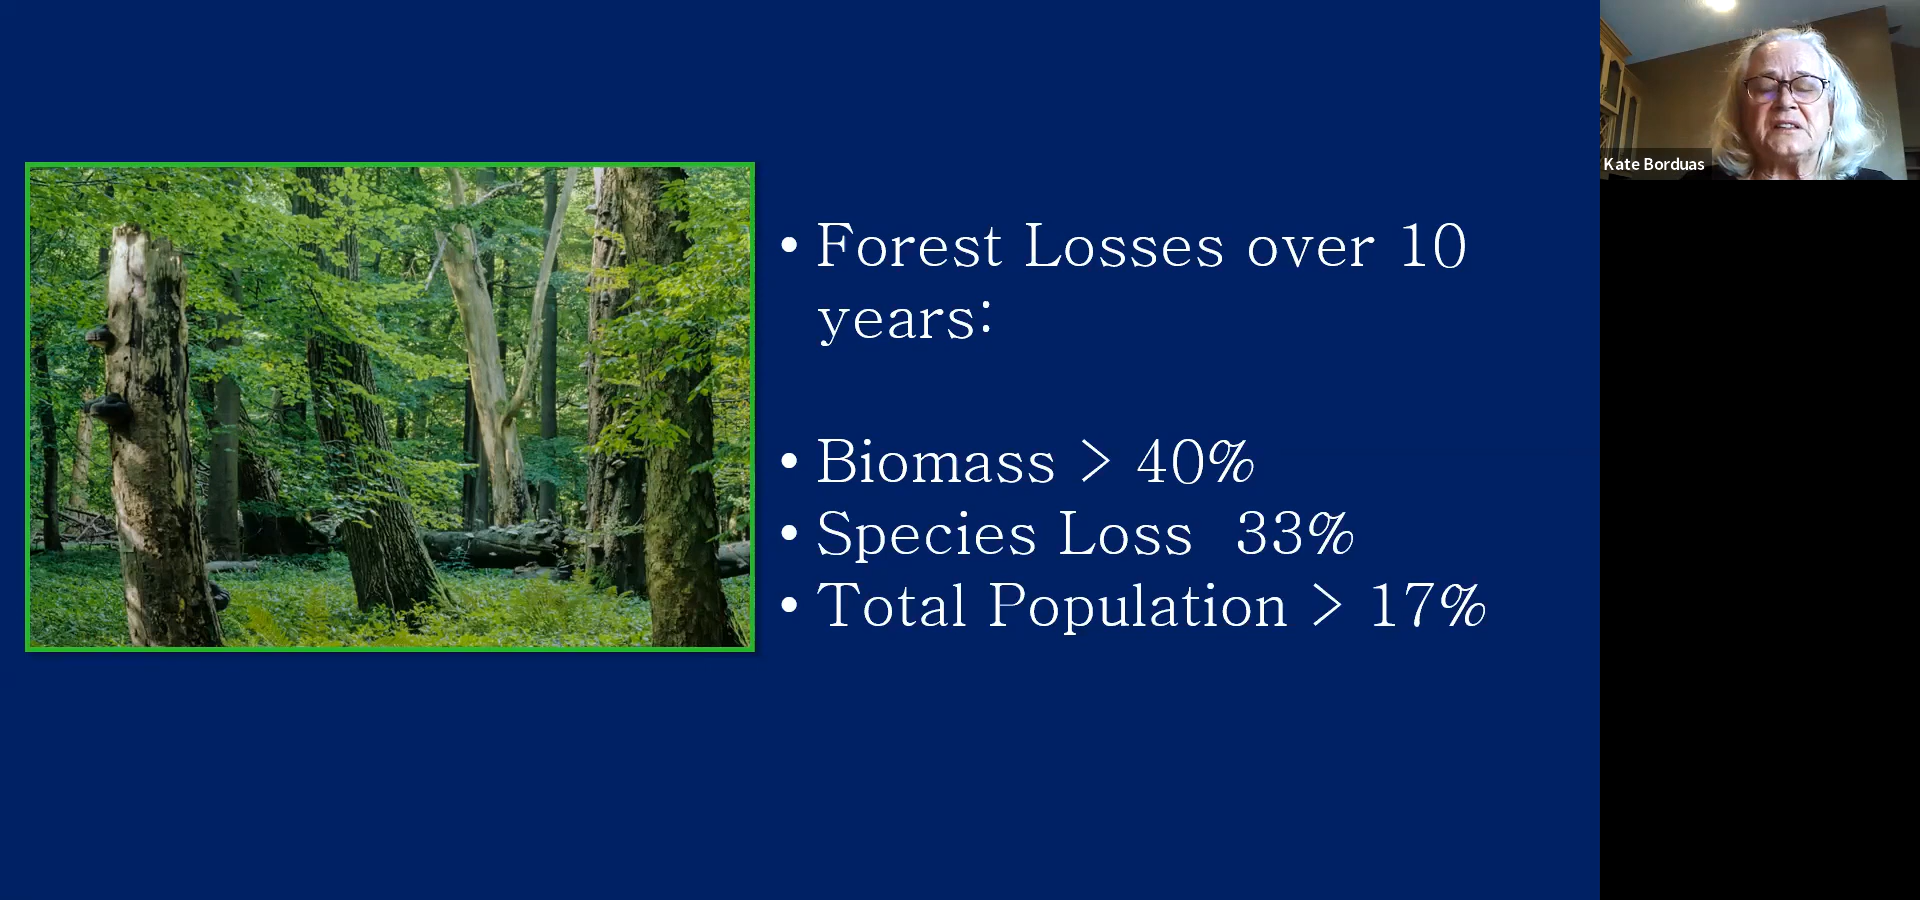 • Forest Losses over 10
years:
• Biomass > 40%
• Species Loss  33%
• Total Population > 17%
Kate Borduas